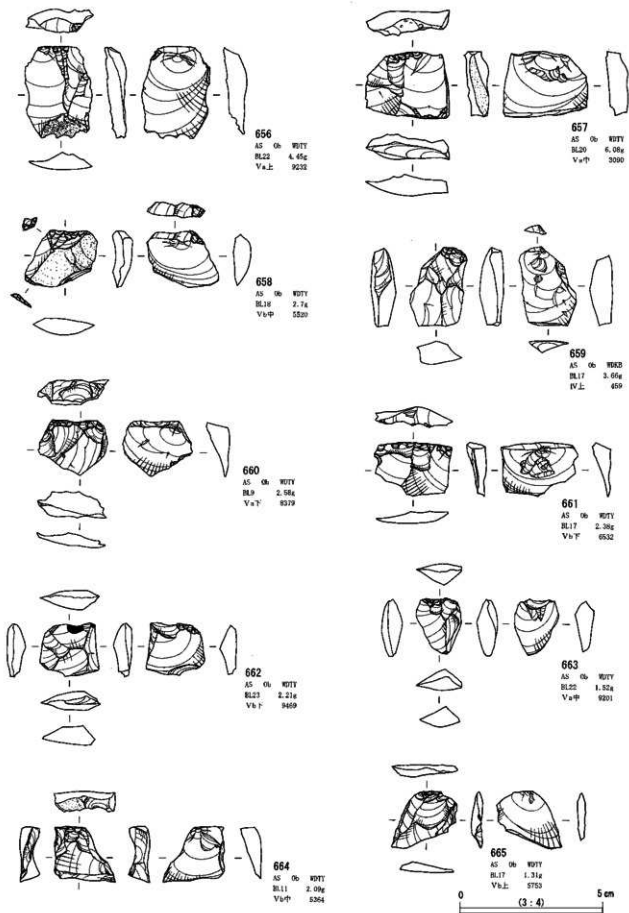 656
AS Ob WDTY
BL22 4.45g
Va上 9232
657
AS Ob WDTY
BL20 6.08g
Va中 3090
658
AS Ob WDTY
BL18 2.7g
Vb中 5520
659
AS Ob WDKB
BL17 3.66g
IV上 459
660
AS Ob WDTY
BL9 2.58g
Va下 8379
661
AS Ob WDTY
BL17 2.38g
Vb下 6532
662
AS Ob WDTY
BL23 2.21g
Vb下 9469
663
AS Ob WDTY
BL22 1.52g
Va中 9201
664
AS Ob WDTY
BL11 2.09g
Vb中 5364
665
AS Ob WDTY
BL17 1.31g
Vb上 5753
0 5 cm
(3:4)